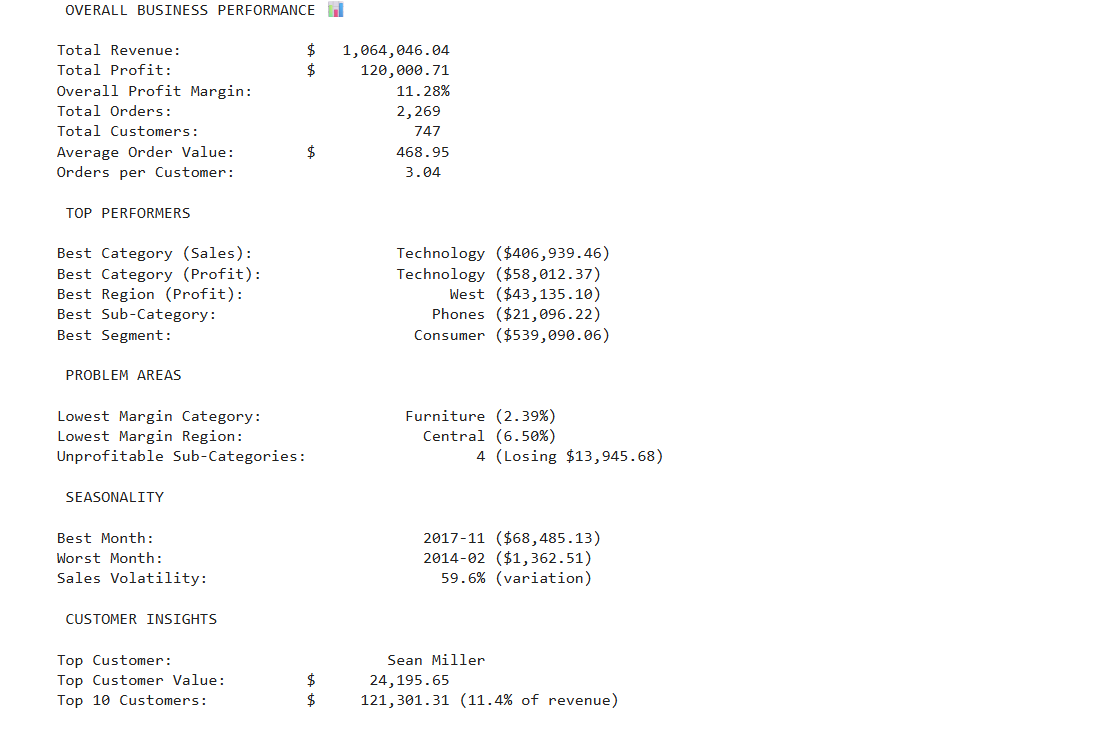 OVERALL BUSINESS PERFORMANCE 📊
Total Revenue: $ 1,064,046.04
Total Profit: $ 120,000.71
Overall Profit Margin: 11.28%
Total Orders: 2,269
Total Customers: 747
Average Order Value: $ 468.95
Orders per Customer: 3.04
TOP PERFORMERS
Best Category (Sales): Technology ($406,939.46)
Best Category (Profit): Technology ($58,012.37)
Best Region (Profit): West ($43,135.10)
Best Sub-Category: Phones ($21,096.22)
Best Segment: Consumer ($539,090.06)
PROBLEM AREAS
Lowest Margin Category: Furniture (2.39%)
Lowest Margin Region: Central (6.50%)
Unprofitable Sub-Categories: 4 (Losing $13,945.68)
SEASONALITY
Best Month: 2017-11 ($68,485.13)
Worst Month: 2014-02 ($1,362.51)
Sales Volatility: 59.6% (variation)
CUSTOMER INSIGHTS
Top Customer: Sean Miller
Top Customer Value: $ 24,195.65
Top 10 Customers: $ 121,301.31 (11.4% of revenue)